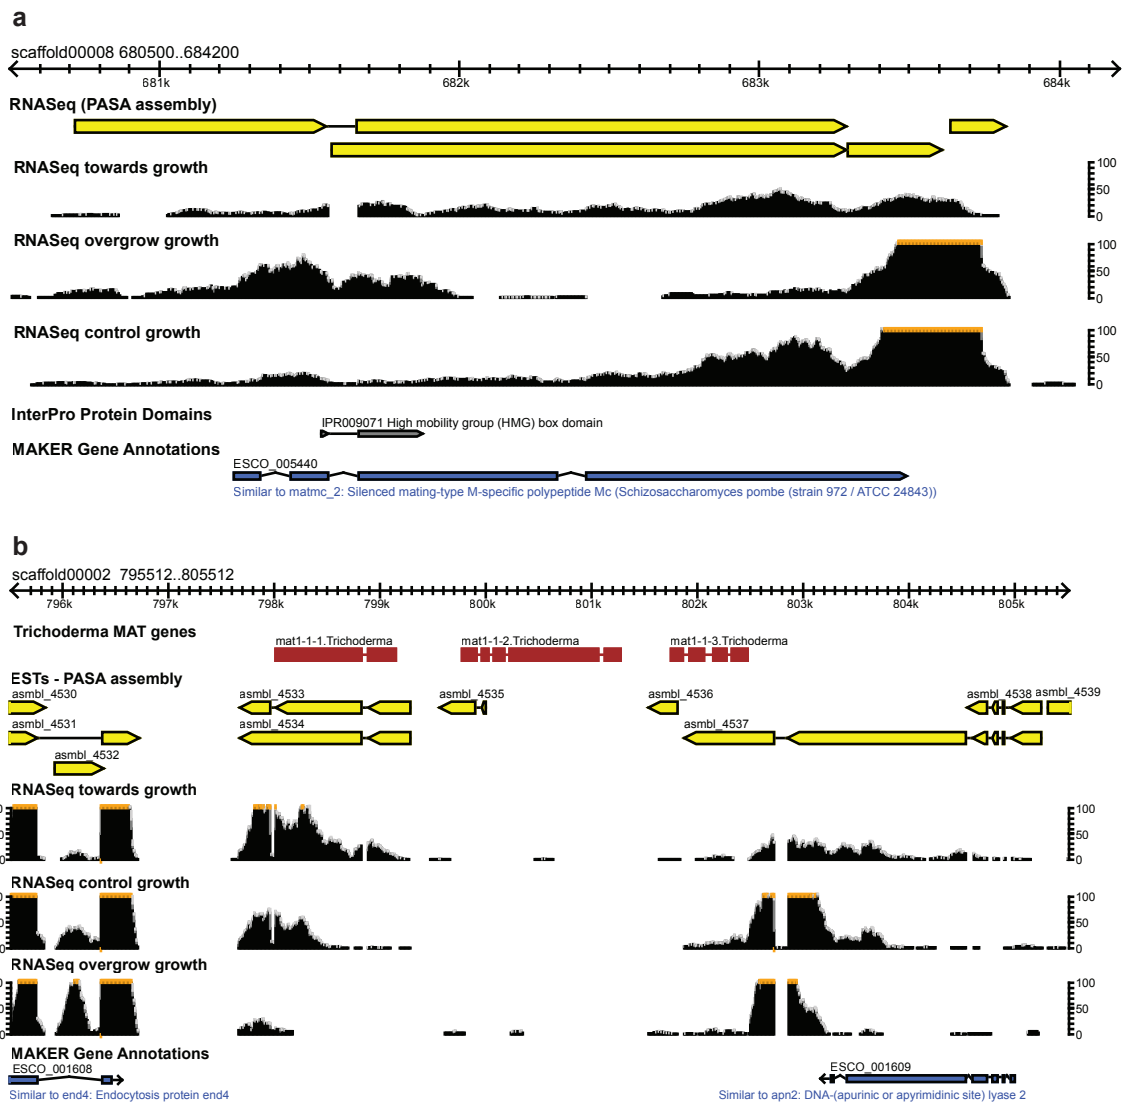 a
scaffold00008 680500..684200
681k 682k 683k 684k
RNASeq (PASA assembly)
RNASeq towards growth
100
50
0
RNASeq overgrow growth
100
50
0
RNASeq control growth
100
50
0
InterPro Protein Domains
IPR009071 High mobility group (HMG) box domain
MAKER Gene Annotations
ESCO_005440
Similar to matmc_2: Silenced mating-type M-specific polypeptide Mc (Schizosaccharomyces pombe (strain 972 / ATCC 24843))
b
scaffold00002 795512..805512
796k 797k 798k 799k 800k 801k 802k 803k 804k 805k
Trichoderma MAT genes
mat1-1-1.Trichoderma mat1-1-2.Trichoderma mat1-1-3.Trichoderma
ESTs - PASA assembly
asmbl_4530 asmbl_4533 asmbl_4535 asmbl_4536 asmbl_4538 asmbl_4539
asmbl_4531 asmbl_4534 asmbl_4537
asmbl_4532
RNASeq towards growth
100
50
0
RNASeq control growth
100
50
0
RNASeq overgrow growth
100
50
0
MAKER Gene Annotations
ESCO_001608 ESCO_001609
Similar to end4: Endocytosis protein end4 Similar to apn2: DNA-(apurinic or apyrimidinic site) lyase 2